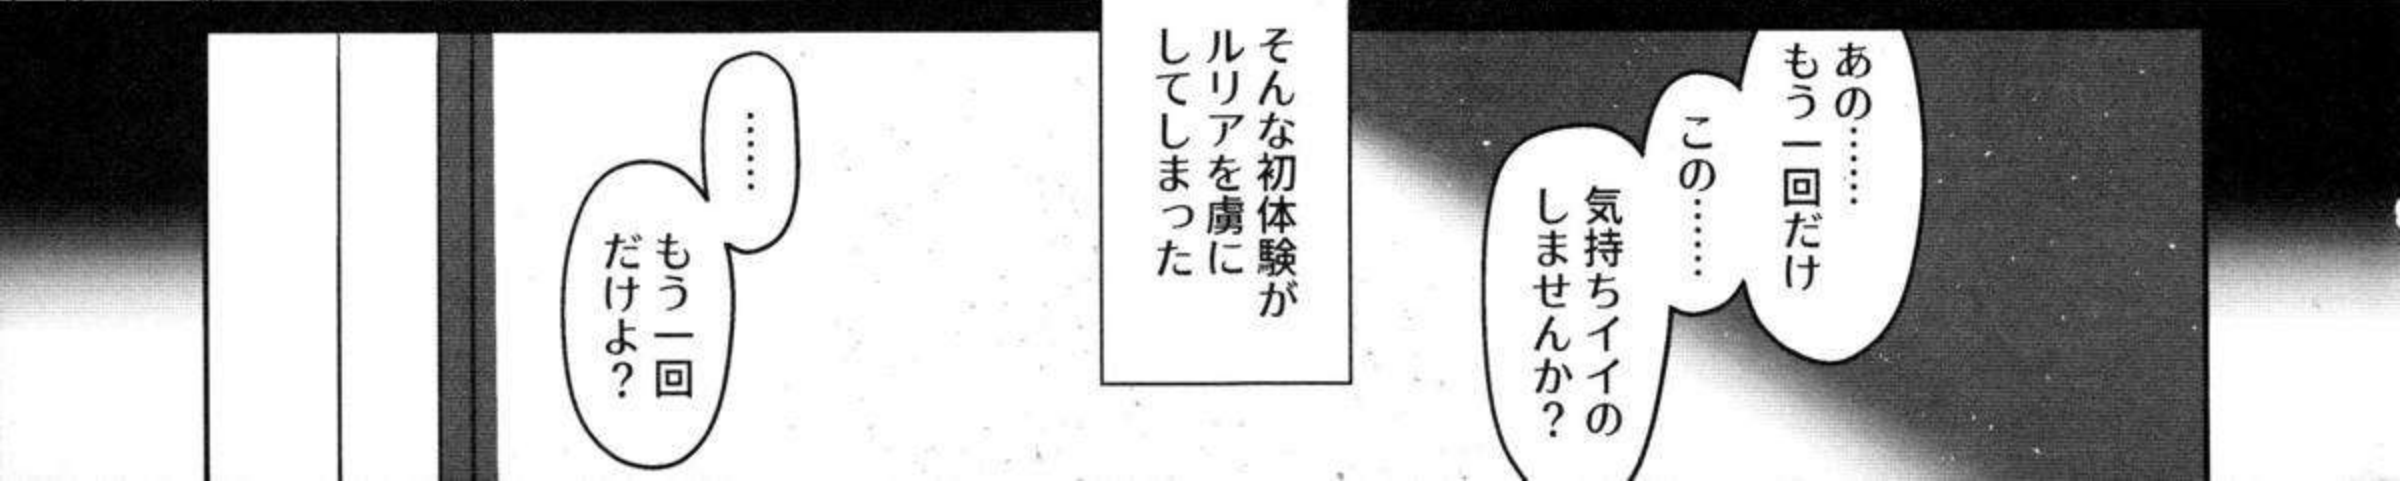 あの……
もう一回だけ
この……
気持ちイイの
しませんか？
そんな初体験が
ルリアを虜に
してしまった
……
もう一回
だけよ？